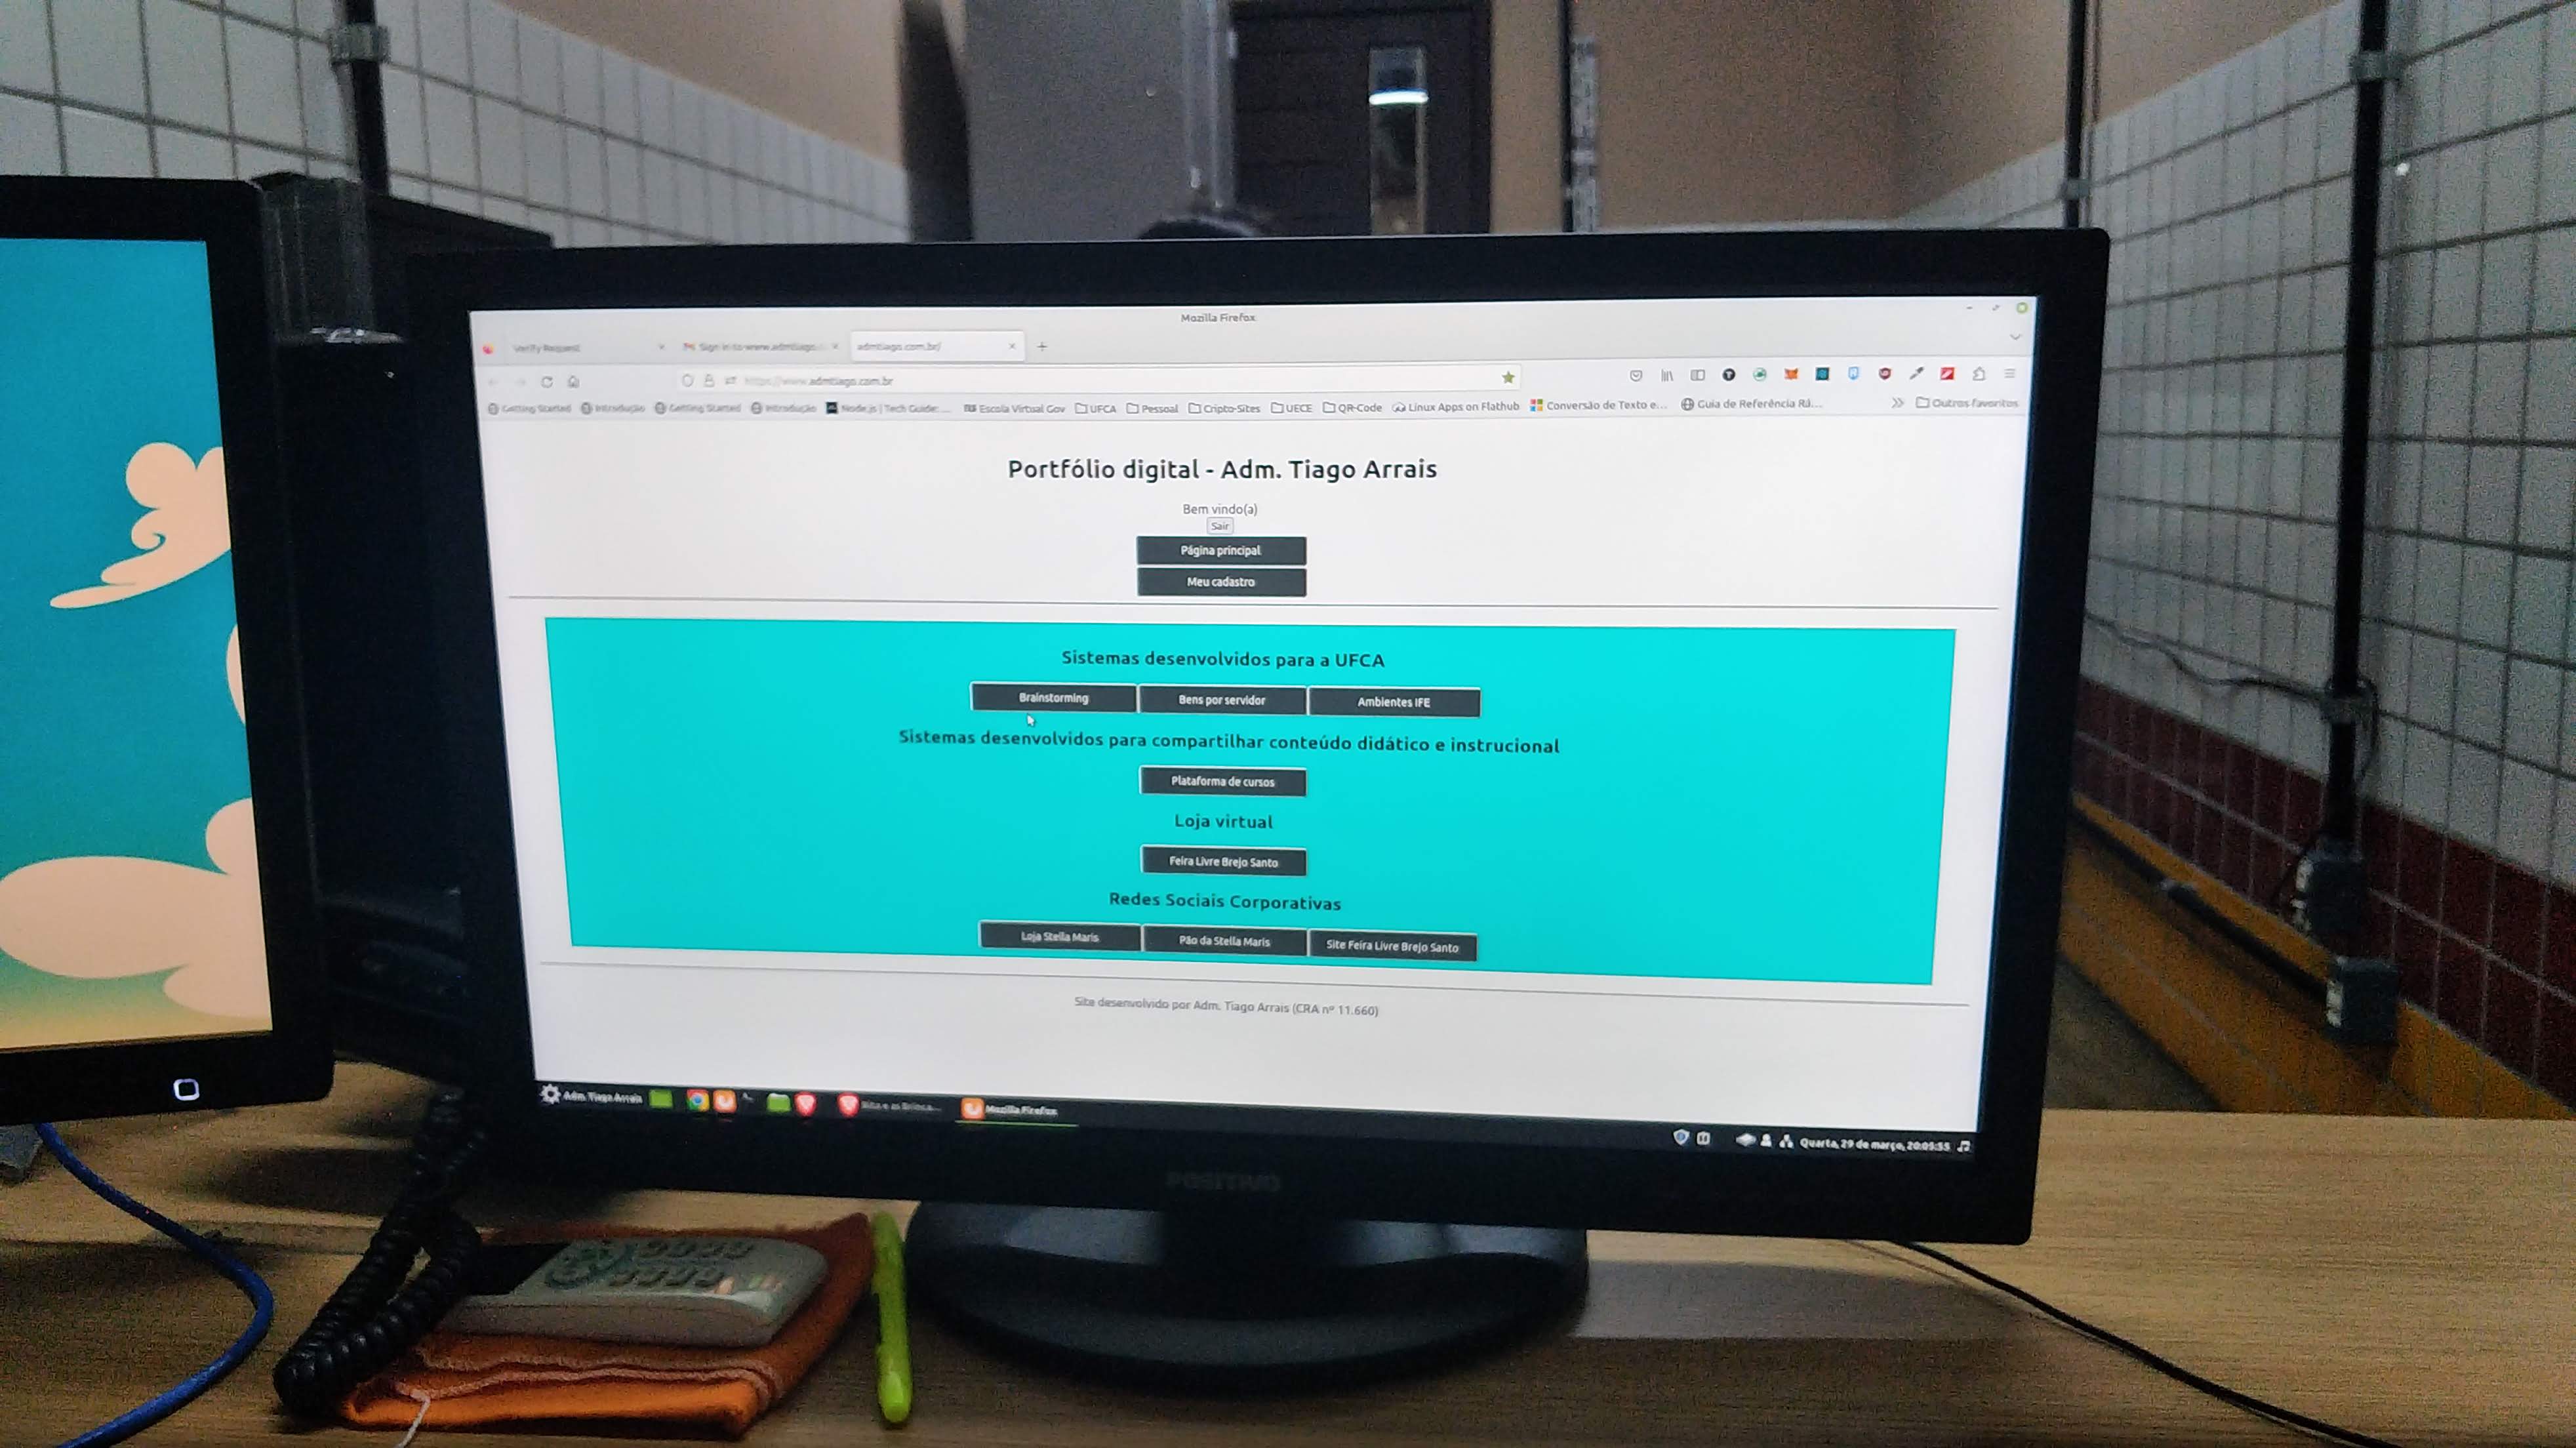 Mozilla Firefox
Verify Request
Sign in to www.admtiago.c
admtiago.com.br/
https://www.admtiago.com.br
Getting Started Introdução Getting Started Introdução Node.js | Tech Guide: ... Escola Virtual Gov UFCA Pessoal Cripto-Sites UECE QR-Code Linux Apps on Flathub Conversão de Texto e... Guia de Referência Rá... Outros favoritos
Portfólio digital - Adm. Tiago Arrais
Bem vindo(a)
Sair
Página principal
Meu cadastro
Sistemas desenvolvidos para a UFCA
Brainstorming Bens por servidor Ambientes IFE
Sistemas desenvolvidos para compartilhar conteúdo didático e instrucional
Plataforma de cursos
Loja virtual
Feira Livre Brejo Santo
Redes Sociais Corporativas
Loja Stella Maris Pão da Stella Maris Site Feira Livre Brejo Santo
Site desenvolvido por Adm. Tiago Arrais (CRA nº 11.660)
Adm. Tiago Arrais Mozilla Firefox Quarta, 29 de março, 20:05:55
POSITIVO